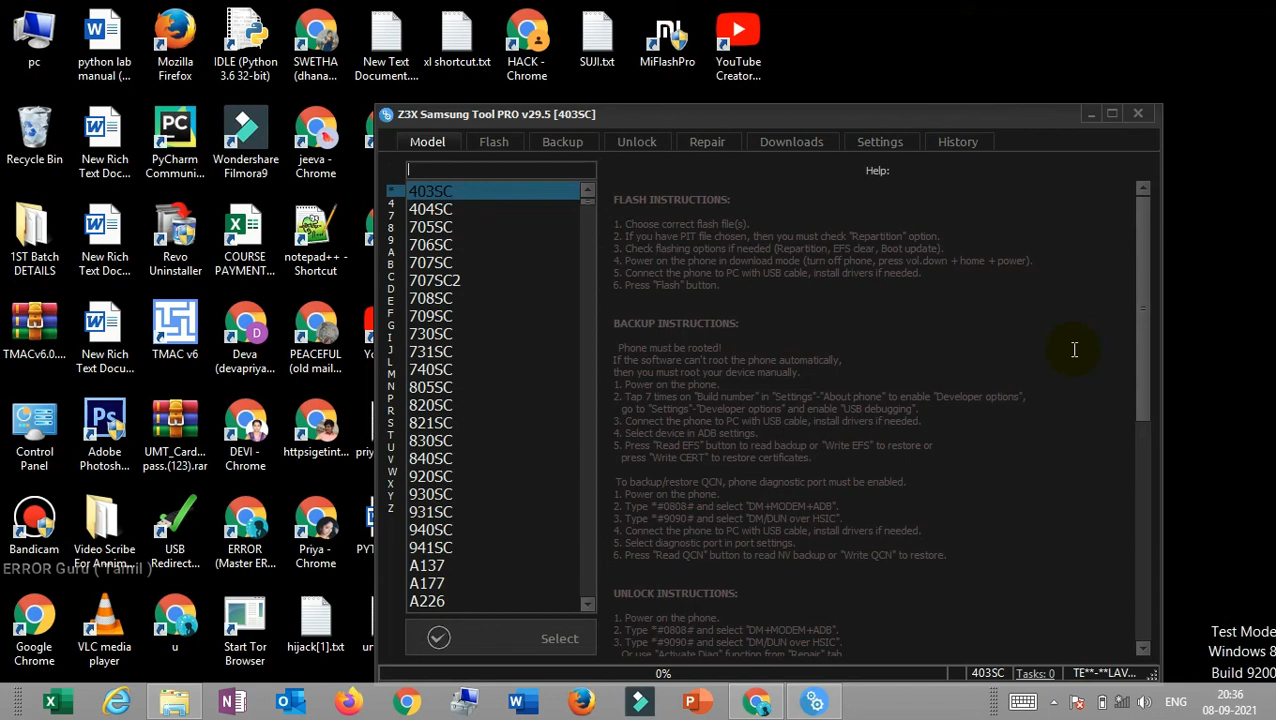 pc
python lab
manual (...
Mozilla
Firefox
IDLE (Python
3.6 32-bit)
SWETHA
(dhana...
New Text
Document....
xl shortcut.txt
HACK -
Chrome
SUJI.txt
MiFlashPro
YouTube
Creator...
Recycle Bin
New Rich
Text Doc...
PyCharm
Communi...
Wondershare
Filmora9
jeeva -
Chrome
DETAILS
New Rich
Text Docu...
Revo
Uninstaller
COURSE
PAYMENT...
notepad++ -
Shortcut
TMACv6.0....
New Rich
Text Docu...
TMAC v6
Deva
(devapriya...
PEACEFUL
(old mail...
Control
Panel
Adobe
Photosh...
UMT_Card...
pass.(123).rar
DEVI -
Chrome
httpsigetint...
Bandicam
Video Scribe
For Annim...
USB
Redirect...
ERROR
(Master ER...
Priya -
Chrome
ERROR Guru ( Tamil )
Google
Chrome
VLC media
player
u
Start Tor
Browser
hijack[1].txt
Z3X Samsung Tool PRO v.30.5 [403SC]
Model Flash Backup Unlock Repair Downloads Settings History
Help:
*
4
7
8
9
A
B
C
D
E
F
G
I
J
L
M
N
P
R
S
T
U
V
W
X
Y
Z
403SC
404SC
705SC
706SC
707SC
707SC2
708SC
709SC
730SC
731SC
740SC
805SC
820SC
821SC
830SC
840SC
920SC
930SC
931SC
940SC
941SC
A137
A177
A226
Select
FLASH INSTRUCTIONS:
1. Choose correct flash file(s).
2. If you have PIT file chosen, then you must check "Repartition" option.
3. Check flashing options if needed (Repartition, EFS clear, Boot update).
4. Power on the phone in download mode (turn off phone, press vol.down + home + power).
5. Connect the phone to PC with USB cable, install drivers if needed.
6. Press "Flash" button.
BACKUP INSTRUCTIONS:
Phone must be rooted!
If the software can't root the phone automatically,
then you must root your device manually.
1. Power on the phone.
2. Tap 7 times on "Build number" in "Settings"-"About phone" to enable "Developer options",
go to "Settings"-"Developer options" and enable "USB debugging".
3. Connect the phone to PC with USB cable, install drivers if needed.
4. Select device in ADB settings.
5. Press "Read EFS" button to read backup or "Write EFS" to restore or
press "Write CERT" to restore certificates.
To backup/restore QCN, phone diagnostic port must be enabled.
1. Power on the phone.
2. Type *#0808# and select "DM+MODEM+ADB".
3. Type *#9090# and select "DM/DUN over HSIC".
4. Connect the phone to PC with USB cable, install drivers if needed.
5. Select diagnostic port in port settings.
6. Press "Read QCN" button to read NV backup or "Write QCN" to restore.
UNLOCK INSTRUCTIONS:
1. Power on the phone.
2. Type *#0808# and select "DM+MODEM+ADB".
3. Type *#9090# and select "DM/DUN over HSIC".
Or use "Activate Diag" function from "Repair" tab
0% 403SC Tasks: 0 TE**-**LAV...
Test Mode
Windows 8
Build 9200
ENG
20:36
08-09-2021